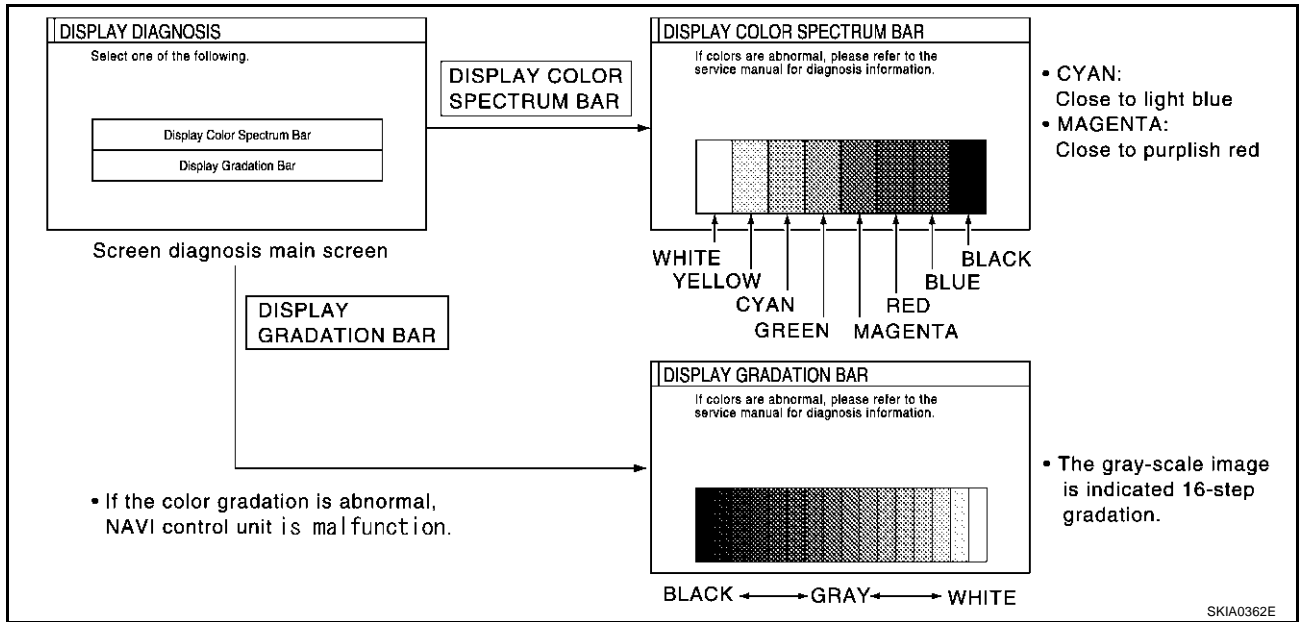 DISPLAY DIAGNOSIS
Select one of the following.
Display Color Spectrum Bar
Display Gradation Bar
Screen diagnosis main screen
DISPLAY COLOR
SPECTRUM BAR
DISPLAY COLOR SPECTRUM BAR
If colors are abnormal, please refer to the
service manual for diagnosis information.
WHITE
YELLOW
CYAN
GREEN
MAGENTA
RED
BLUE
BLACK
• CYAN:
Close to light blue
• MAGENTA:
Close to purplish red
DISPLAY
GRADATION BAR
• If the color gradation is abnormal,
NAVI control unit is malfunction.
DISPLAY GRADATION BAR
If colors are abnormal, please refer to the
service manual for diagnosis information.
BLACK GRAY WHITE
• The gray-scale image
is indicated 16-step
gradation.
SKIA0362E